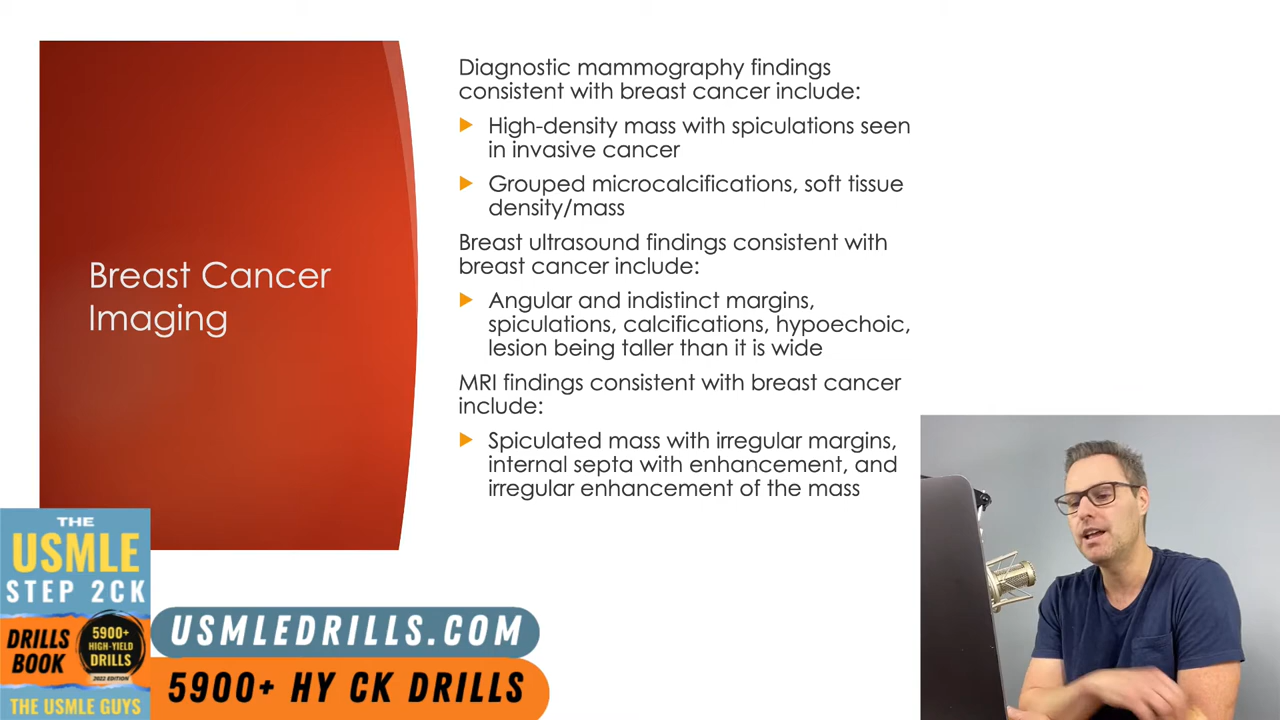 Breast Cancer
Imaging
Diagnostic mammography findings
consistent with breast cancer include:
High-density mass with spiculations seen
in invasive cancer
Grouped microcalcifications, soft tissue
density/mass
Breast ultrasound findings consistent with
breast cancer include:
Angular and indistinct margins,
spiculations, calcifications, hypoechoic,
lesion being taller than it is wide
MRI findings consistent with breast cancer
include:
Spiculated mass with irregular margins,
internal septa with enhancement, and
irregular enhancement of the mass
THE
USMLE
STEP 2CK
DRILLS
BOOK
5900+
HIGH-YIELD
DRILLS
2022 EDITION
THE USMLE GUYS
USMLEDRILLS.COM
5900+ HY CK DRILLS